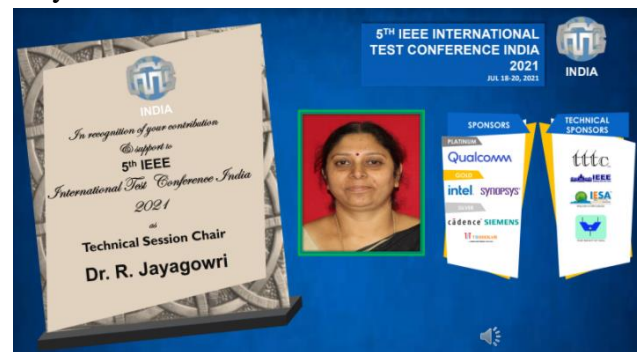 INDIA
In recognition of your contribution
& support to
5th IEEE
International Test Conference India
2021
as
Technical Session Chair
Dr. R. Jayagowri
5TH IEEE INTERNATIONAL
TEST CONFERENCE INDIA
2021
JUL 18-20, 2021
INDIA
SPONSORS
PLATINUM
Qualcomm
GOLD
intel SYNOPSYS
SILVER
cādence SIEMENS
TECHNICAL
SPONSORS
tttc
IEEE
IESA